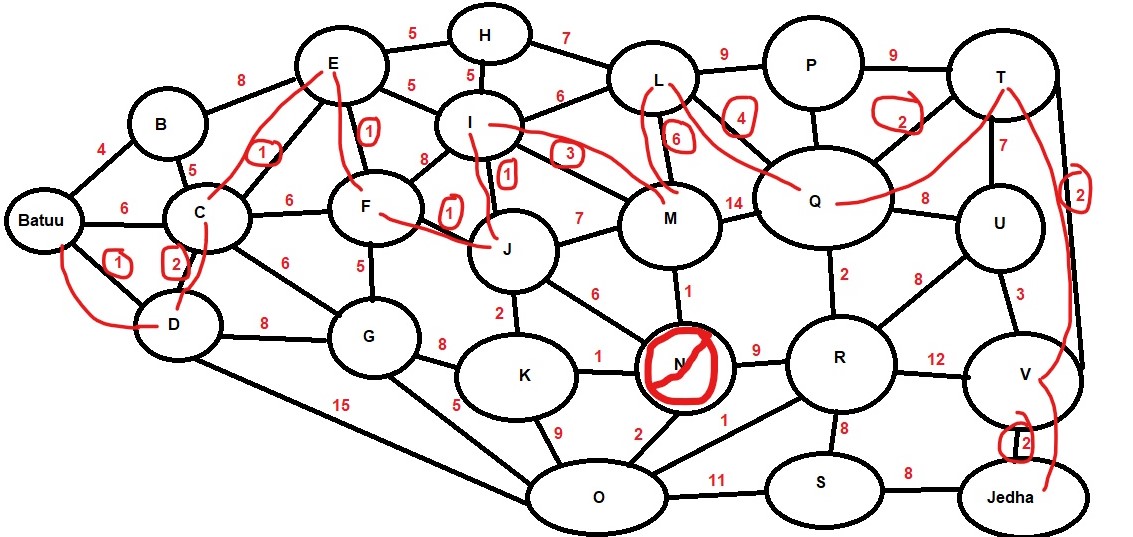 5 H 7
E 9 P 9
L T
8 5 5
B I 6 4 2
4 1 6 7
5 1 8 1 3 2
6 C 6 F 1 M 14 Q 8 U
Batuu J 7
1 2 6 5 6 1 2 8 3
D 8 G 2
8 K 1 N 9 R 12 V
15 5 9 2 1 8 2
O 11 S 8 Jedha